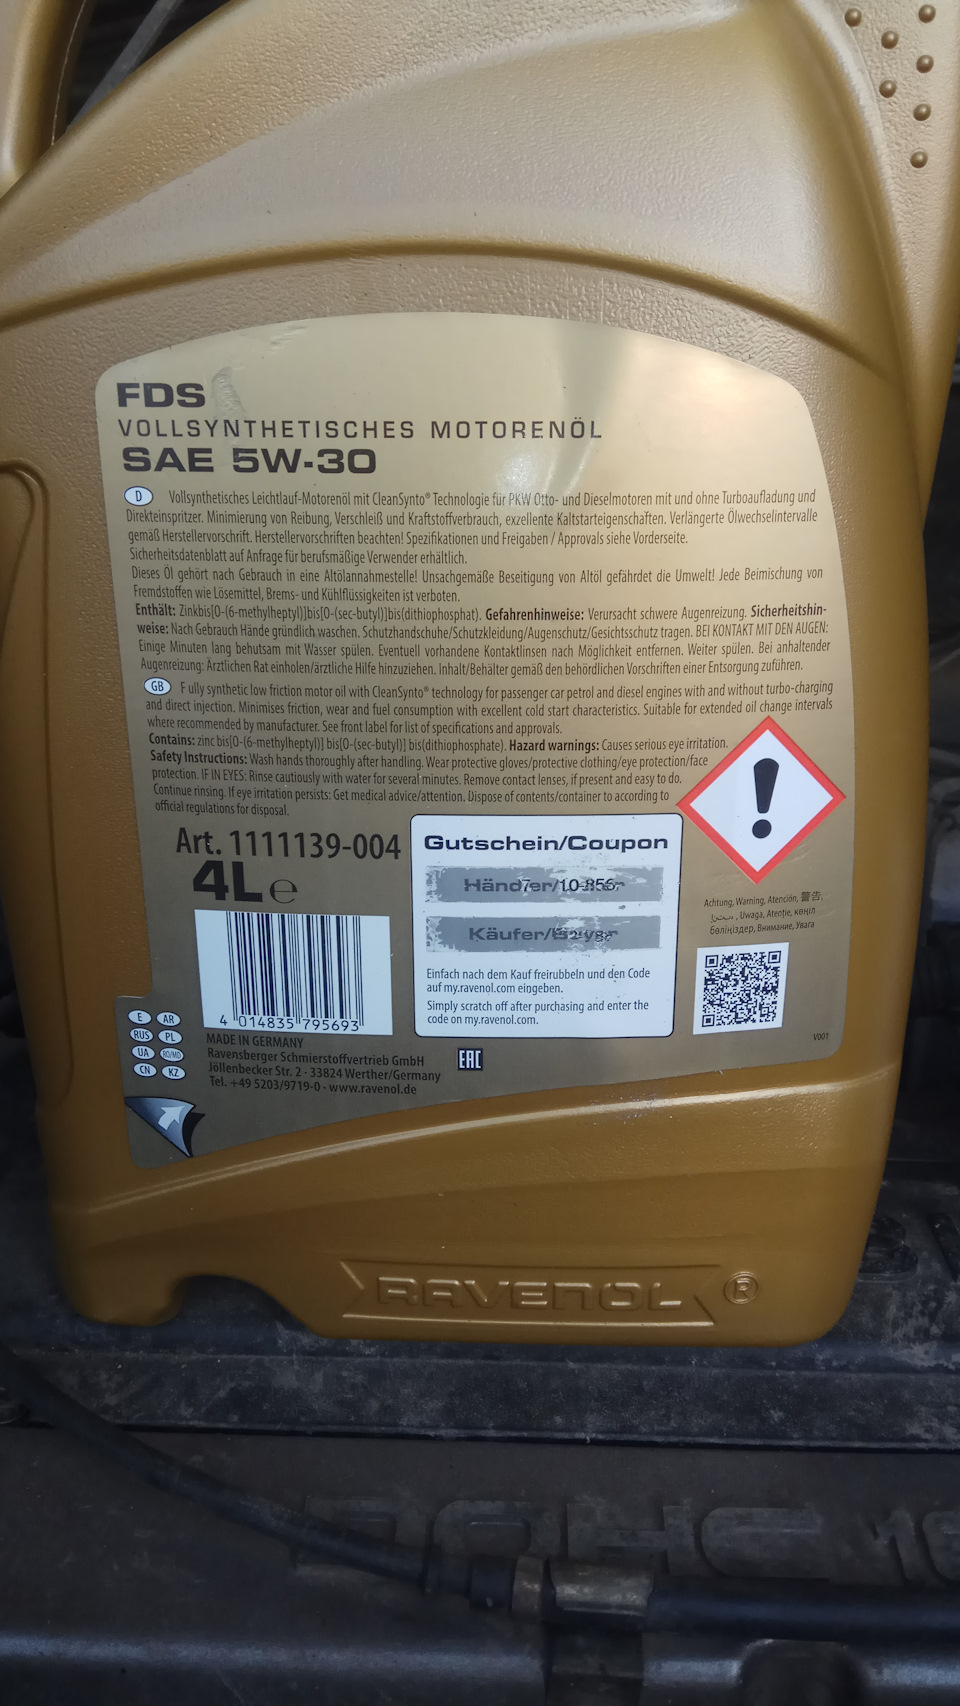 FDS
VOLLSYNTHETISCHES MOTORENÖL
SAE 5W-30
D Vollsynthetisches Leichtlauf-Motorenöl mit CleanSynto® Technologie für PKW Otto- und Dieselmotoren mit und ohne Turboaufladung und
Direkteinspritzer. Minimierung von Reibung, Verschleiß und Kraftstoffverbrauch, exzellente Kaltstarteigenschaften. Verlängerte Ölwechselintervalle
gemäß Herstellervorschrift. Herstellervorschriften beachten! Spezifikationen und Freigaben / Approvals siehe Vorderseite.
Sicherheitsdatenblatt auf Anfrage für berufsmäßige Verwender erhältlich.
Dieses Öl gehört nach Gebrauch in eine Altölannahmestelle! Unsachgemäße Beseitigung von Altöl gefährdet die Umwelt! Jede Beimischung von
Fremdstoffen wie Lösemittel, Brems- und Kühlflüssigkeiten ist verboten.
Enthält: Zinkbis[O-(6-methylheptyl)]bis[O-(sec-butyl)]bis(dithiophosphat). Gefahrenhinweise: Verursacht schwere Augenreizung. Sicherheitshin-
weise: Nach Gebrauch Hände gründlich waschen. Schutzhandschuhe/Schutzkleidung/Augenschutz/Gesichtsschutz tragen. BEI KONTAKT MIT DEN AUGEN:
Einige Minuten lang behutsam mit Wasser spülen. Eventuell vorhandene Kontaktlinsen nach Möglichkeit entfernen. Weiter spülen. Bei anhaltender
Augenreizung: Ärztlichen Rat einholen/ärztliche Hilfe hinzuziehen. Inhalt/Behälter gemäß den behördlichen Vorschriften einer Entsorgung zuführen.
GB F ully synthetic low friction motor oil with CleanSynto® technology for passenger car petrol and diesel engines with and without turbo-charging
and direct injection. Minimises friction, wear and fuel consumption with excellent cold start characteristics. Suitable for extended oil change intervals
where recommended by manufacturer. See front label for list of specifications and approvals.
Contains: zinc bis[O-(6-methylheptyl)] bis[O-(sec-butyl)] bis(dithiophosphate). Hazard warnings: Causes serious eye irritation.
Safety Instructions: Wash hands thoroughly after handling. Wear protective gloves/protective clothing/eye protection/face
protection. IF IN EYES: Rinse cautiously with water for several minutes. Remove contact lenses, if present and easy to do.
Continue rinsing. If eye irritation persists: Get medical advice/attention. Dispose of contents/container to according to
official regulations for disposal.
Art. 1111139-004
4L e
4 014835 795693
Gutschein/Coupon
Händler/
Käufer/
Einfach nach dem Kauf freirubbeln und den Code
auf my.ravenol.com eingeben.
Simply scratch off after purchasing and enter the
code on my.ravenol.com.
Achtung, Warning, Atención, 警告,
, Uwaga, Atenție, көңіл
бөліңіздер, Внимание, Увага
V001
E AR
RUS PL
UA RO/MD
CN KZ
MADE IN GERMANY
Ravensberger Schmierstoffvertrieb GmbH
Jöllenbecker Str. 2 · 33824 Werther/Germany
Tel. +49 5203/9719-0 · www.ravenol.de
EAC
RAVENOL ®
DOHC 16